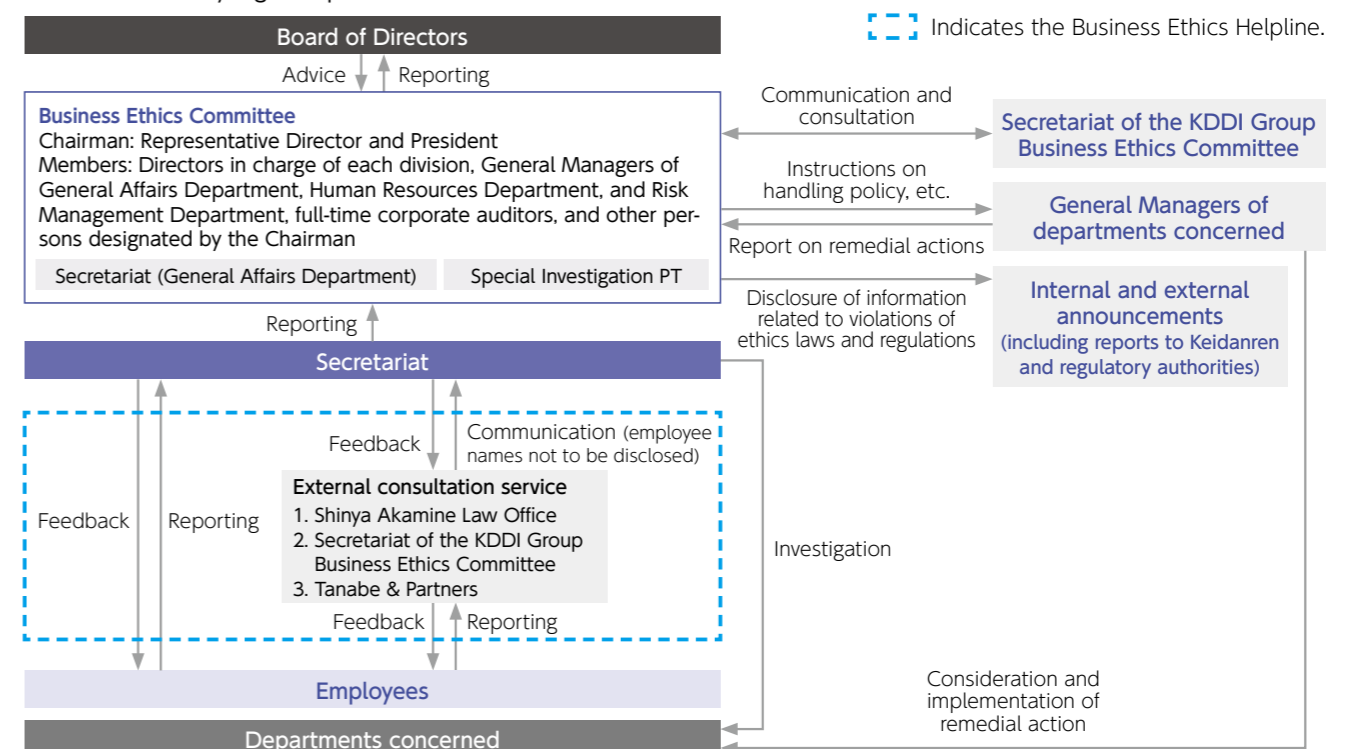 Indicates the Business Ethics Helpline.
Board of Directors
Advice
Reporting
Business Ethics Committee
Chairman: Representative Director and President
Members: Directors in charge of each division, General Managers of
General Affairs Department, Human Resources Department, and Risk
Management Department, full-time corporate auditors, and other per-
sons designated by the Chairman
Secretariat (General Affairs Department)
Special Investigation PT
Communication and
consultation
Secretariat of the KDDI Group
Business Ethics Committee
Instructions on
handling policy, etc.
General Managers of
departments concerned
Report on remedial actions
Disclosure of information
related to violations of
ethics laws and regulations
Internal and external
announcements
(including reports to Keidanren
and regulatory authorities)
Reporting
Secretariat
Feedback
Reporting
Feedback
Communication (employee
names not to be disclosed)
External consultation service
1. Shinya Akamine Law Office
2. Secretariat of the KDDI Group
Business Ethics Committee
3. Tanabe & Partners
Feedback
Reporting
Investigation
Employees
Consideration and
implementation of
remedial action
Departments concerned